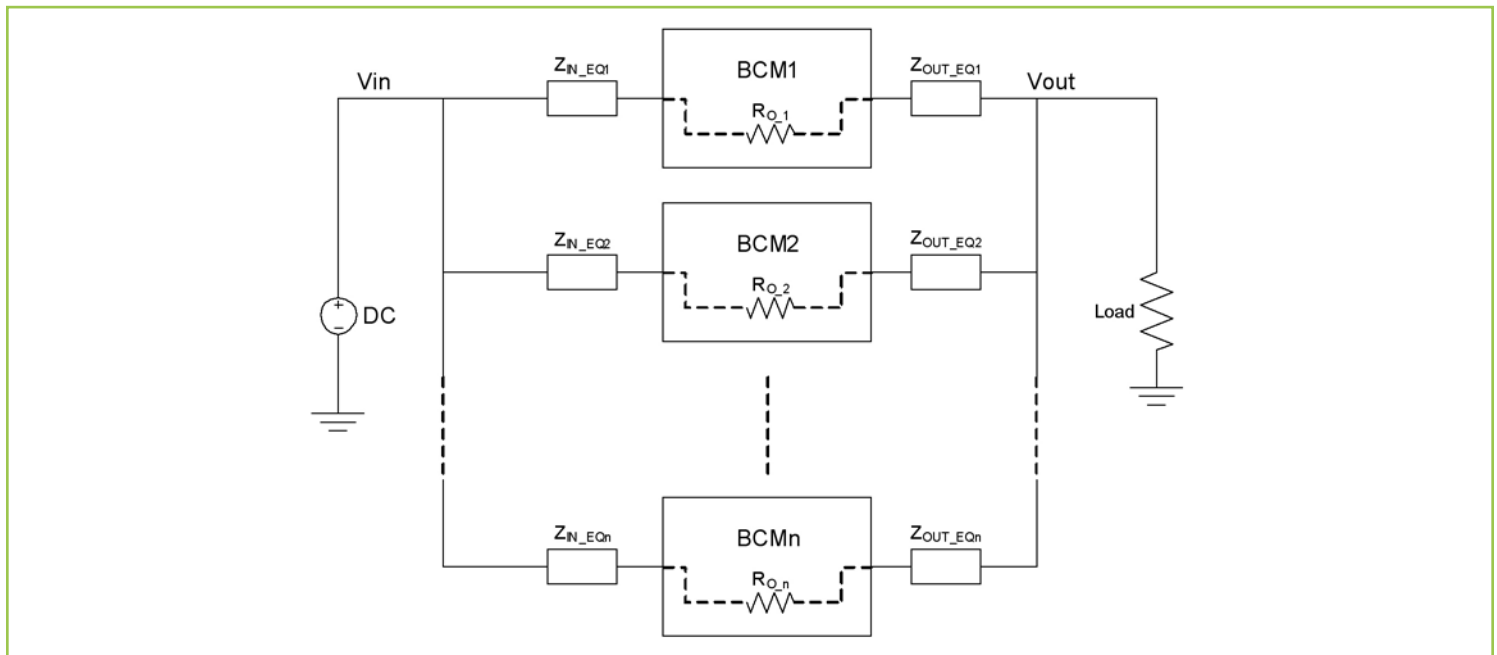 Vin
Z_IN_EQ1
BCM1
R_O_1
Z_OUT_EQ1
Vout
Z_IN_EQ2
BCM2
R_O_2
Z_OUT_EQ2
+
−
DC
Load
Z_IN_EQn
BCMn
R_O_n
Z_OUT_EQn